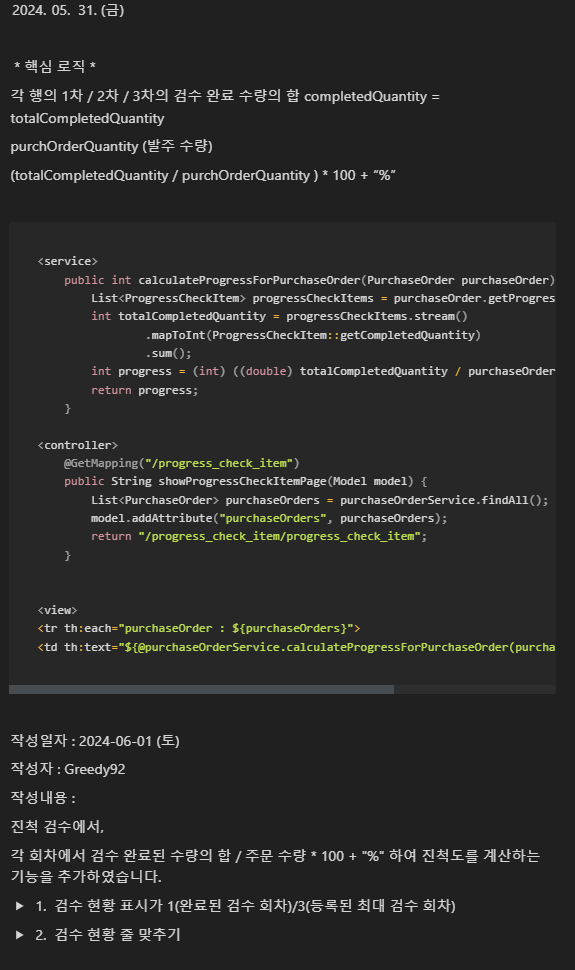 2024. 05. 31. (금)
* 핵심 로직 *
각 행의 1차 / 2차 / 3차의 검수 완료 수량의 합 completedQuantity =
totalCompletedQuantity
purchOrderQuantity (발주 수량)
(totalCompletedQuantity / purchOrderQuantity ) * 100 + “%”
<service>
    public int calculateProgressForPurchaseOrder(PurchaseOrder purchaseOrder)
        List<ProgressCheckItem> progressCheckItems = purchaseOrder.getProgres
        int totalCompletedQuantity = progressCheckItems.stream()
                .mapToInt(ProgressCheckItem::getCompletedQuantity)
                .sum();
        int progress = (int) ((double) totalCompletedQuantity / purchaseOrder
        return progress;
    }
<controller>
    @GetMapping("/progress_check_item")
    public String showProgressCheckItemPage(Model model) {
        List<PurchaseOrder> purchaseOrders = purchaseOrderService.findAll();
        model.addAttribute("purchaseOrders", purchaseOrders);
        return "/progress_check_item/progress_check_item";
    }
<view>
<tr th:each="purchaseOrder : ${purchaseOrders}">
<td th:text="${@purchaseOrderService.calculateProgressForPurchaseOrder(purcha
작성일자 : 2024-06-01 (토)
작성자 : Greedy92
작성내용 :
진척 검수에서,
각 회차에서 검수 완료된 수량의 합 / 주문 수량 * 100 + "%" 하여 진척도를 계산하는
기능을 추가하였습니다.
▶ 1. 검수 현황 표시가 1(완료된 검수 회차)/3(등록된 최대 검수 회차)
▶ 2. 검수 현황 줄 맞추기